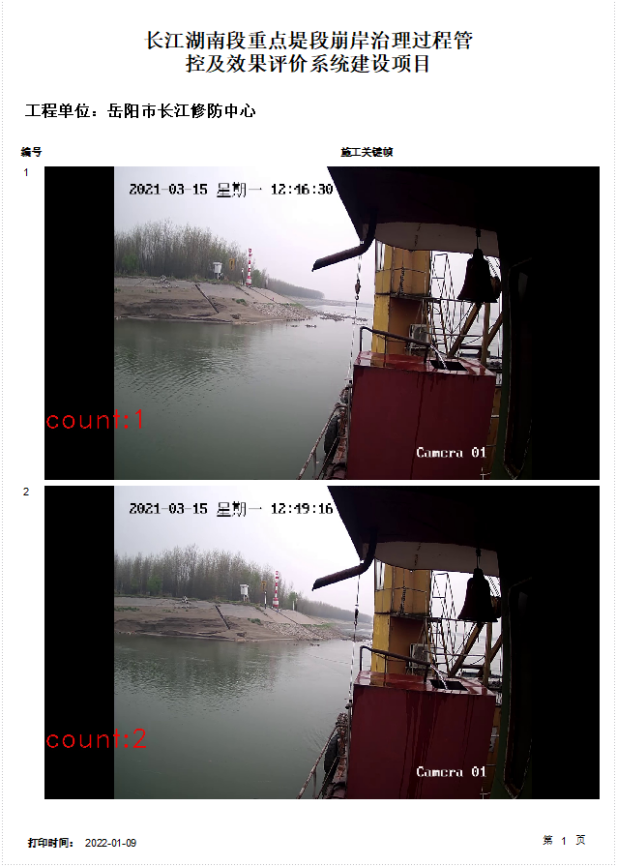 长江湖南段重点堤段崩岸治理过程管
控及效果评价系统建设项目
工程单位：岳阳市长江修防中心
编号 施工关键帧
1
2021-03-15 星期一 12:46:30
count:1
Camera 01
2
2021-03-15 星期一 12:49:16
count:2
Camera 01
打印时间： 2022-01-09
第 1 页